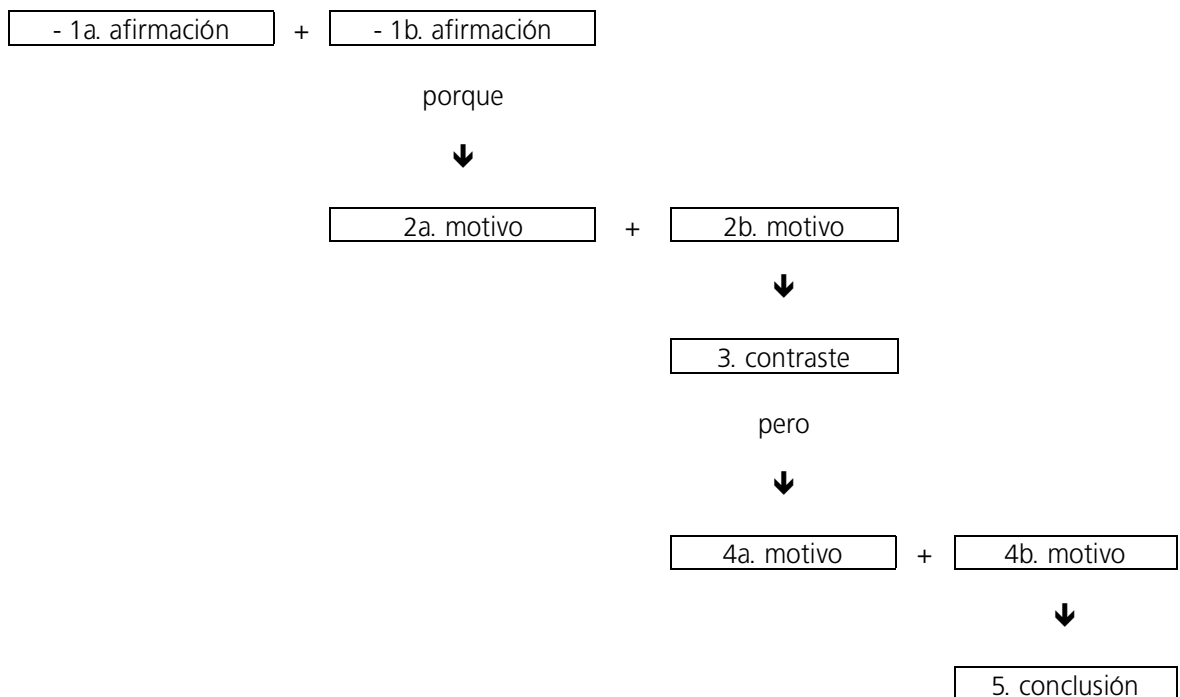 - 1a. afirmación + - 1b. afirmación
porque
2a. motivo + 2b. motivo
3. contraste
pero
4a. motivo + 4b. motivo
5. conclusión